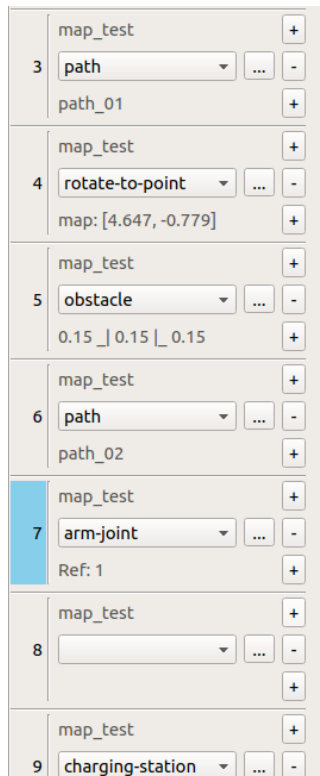 map_test +
3 path ... -
path_01 +
map_test +
4 rotate-to-point ... -
map: [4.647, -0.779] +
map_test +
5 obstacle ... -
0.15 _| 0.15 |_ 0.15 +
map_test +
6 path ... -
path_02 +
map_test +
7 arm-joint ... -
Ref: 1 +
map_test +
8 ... -
+
map_test +
9 charging-station ... -